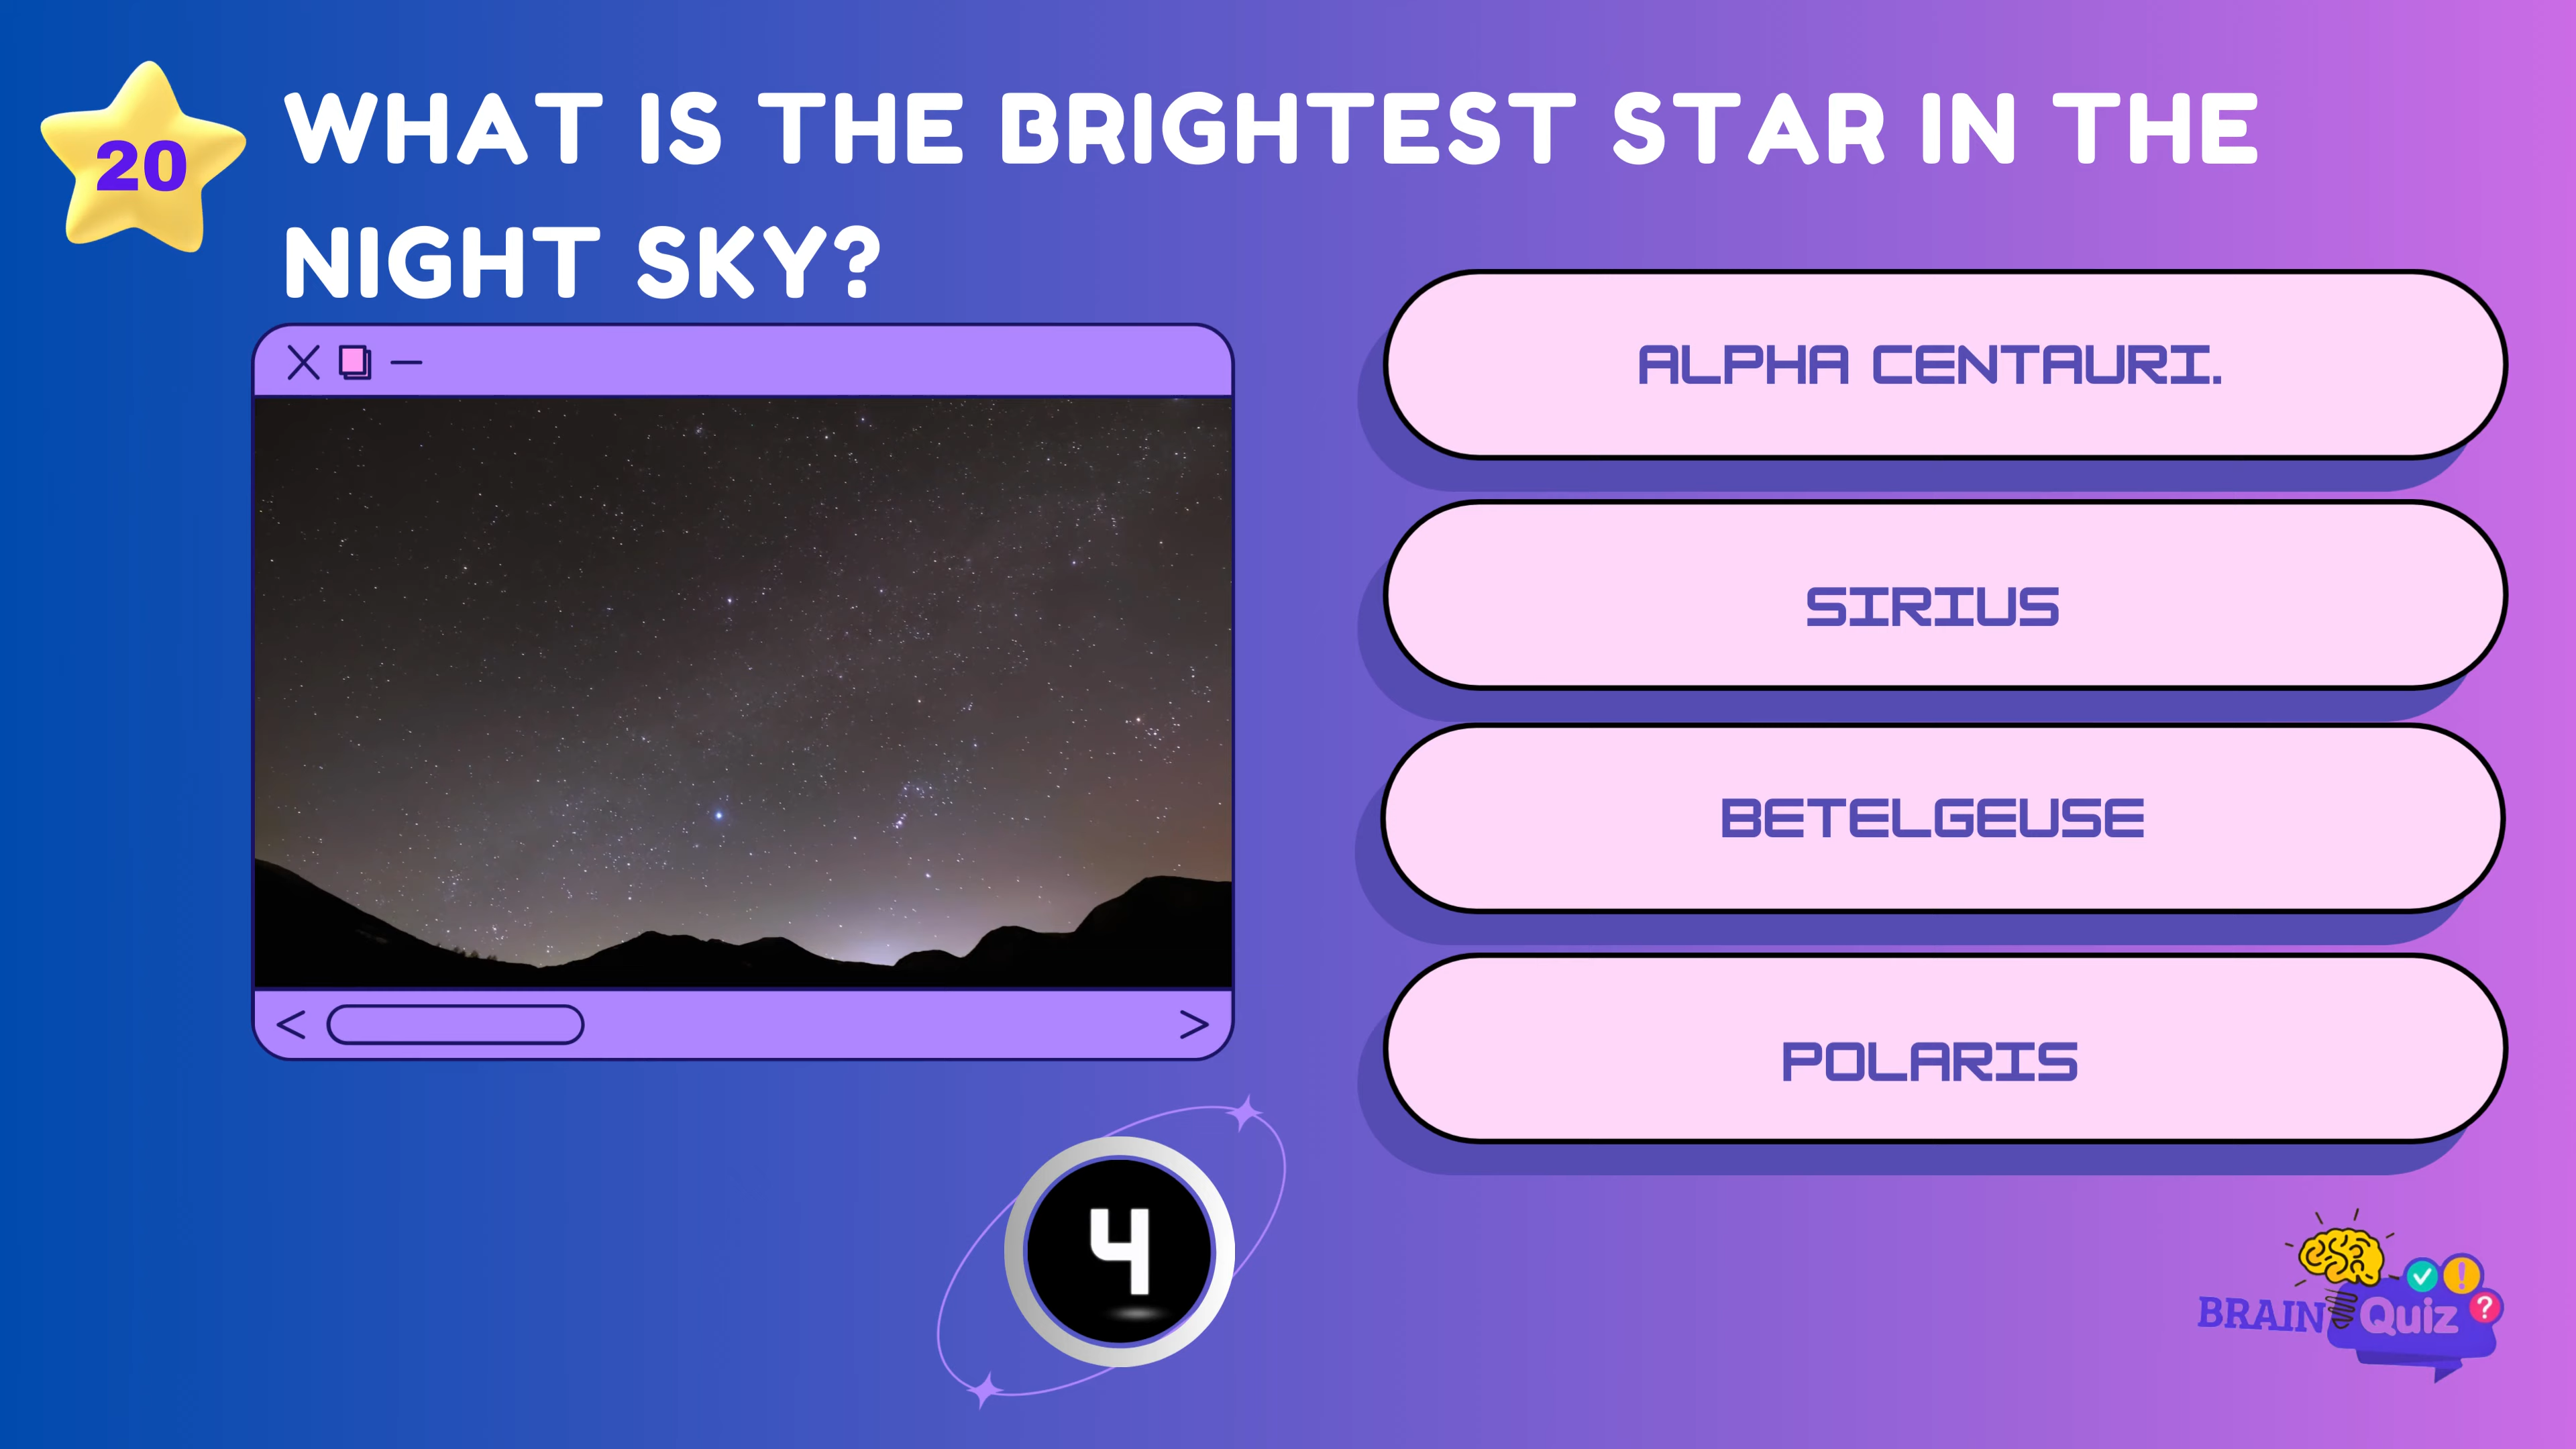 20
WHAT IS THE BRIGHTEST STAR IN THE
NIGHT SKY?
ALPHA CENTAURI.
SIRIUS
BETELGEUSE
POLARIS
4
BRAIN Quiz